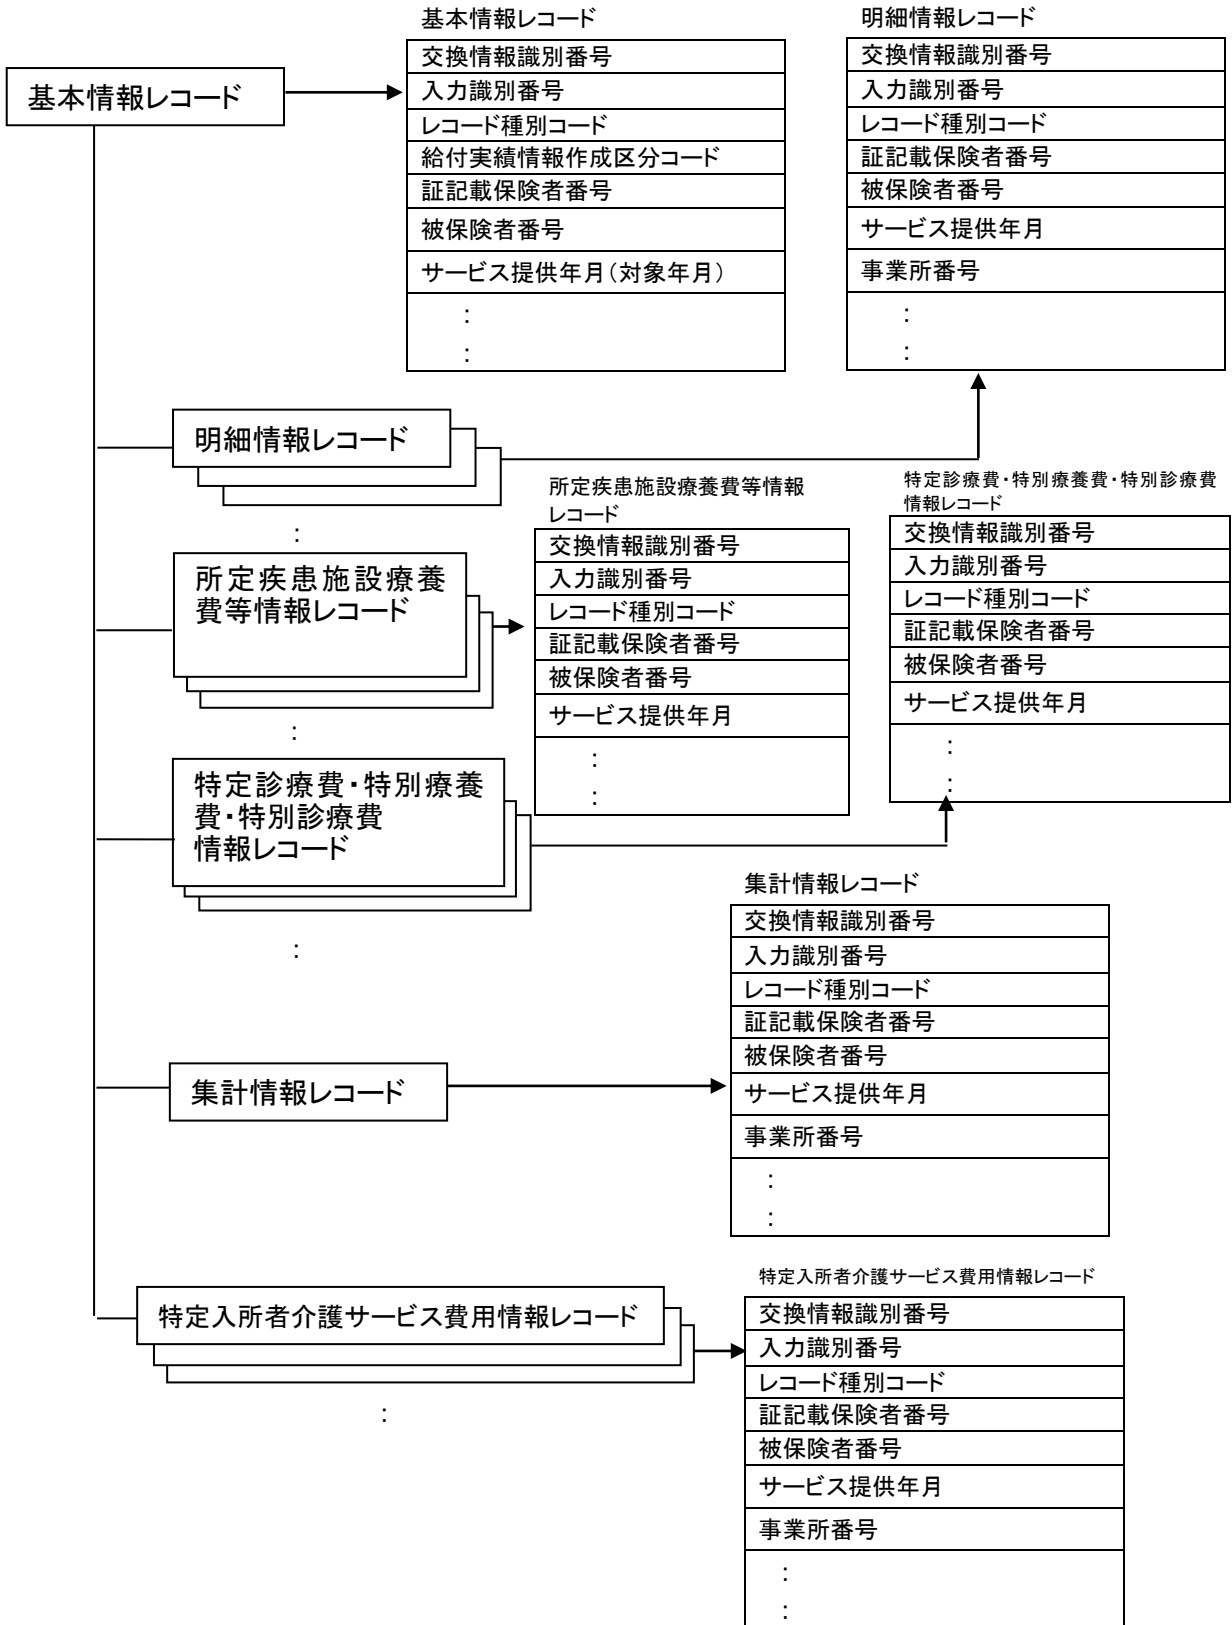 基本情報レコード
基本情報レコード
交換情報識別番号
入力識別番号
レコード種別コード
給付実績情報作成区分コード
証記載保険者番号
被保険者番号
サービス提供年月(対象年月)
:
:
明細情報レコード
交換情報識別番号
入力識別番号
レコード種別コード
証記載保険者番号
被保険者番号
サービス提供年月
事業所番号
:
:
明細情報レコード
:
所定疾患施設療養
費等情報レコード
:
所定疾患施設療養費等情報
レコード
交換情報識別番号
入力識別番号
レコード種別コード
証記載保険者番号
被保険者番号
サービス提供年月
:
:
特定診療費・特別療養費・特別診療費
情報レコード
交換情報識別番号
入力識別番号
レコード種別コード
証記載保険者番号
被保険者番号
サービス提供年月
:
:
特定診療費・特別療養
費・特別診療費
情報レコード
:
集計情報レコード
集計情報レコード
交換情報識別番号
入力識別番号
レコード種別コード
証記載保険者番号
被保険者番号
サービス提供年月
事業所番号
:
:
特定入所者介護サービス費用情報レコード
:
特定入所者介護サービス費用情報レコード
交換情報識別番号
入力識別番号
レコード種別コード
証記載保険者番号
被保険者番号
サービス提供年月
事業所番号
:
: